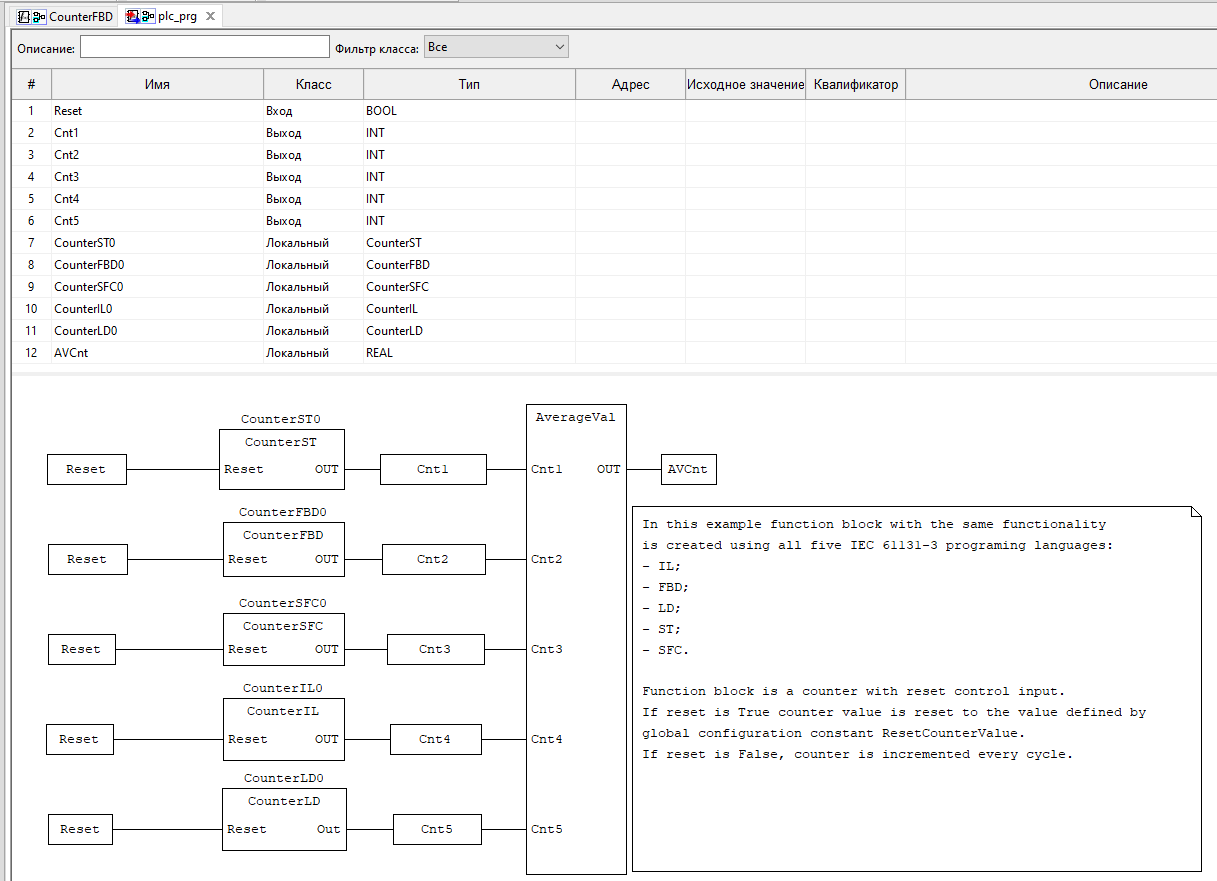 CounterFBD plc_prg
Описание: Фильтр класса: Все
# Имя Класс Тип Адрес Исходное значение Квалификатор Описание
1 Reset Вход BOOL
2 Cnt1 Выход INT
3 Cnt2 Выход INT
4 Cnt3 Выход INT
5 Cnt4 Выход INT
6 Cnt5 Выход INT
7 CounterST0 Локальный CounterST
8 CounterFBD0 Локальный CounterFBD
9 CounterSFC0 Локальный CounterSFC
10 CounterIL0 Локальный CounterIL
11 CounterLD0 Локальный CounterLD
12 AVCnt Локальный REAL
AverageVal
CounterST0
CounterST
Reset Reset OUT Cnt1 Cnt1 OUT AVCnt
CounterFBD0
CounterFBD
Reset Reset OUT Cnt2 Cnt2
CounterSFC0
CounterSFC
Reset Reset OUT Cnt3 Cnt3
CounterIL0
CounterIL
Reset Reset OUT Cnt4 Cnt4
CounterLD0
CounterLD
Reset Reset Out Cnt5 Cnt5
In this example function block with the same functionality
is created using all five IEC 61131-3 programing languages:
- IL;
- FBD;
- LD;
- ST;
- SFC.
Function block is a counter with reset control input.
If reset is True counter value is reset to the value defined by
global configuration constant ResetCounterValue.
If reset is False, counter is incremented every cycle.